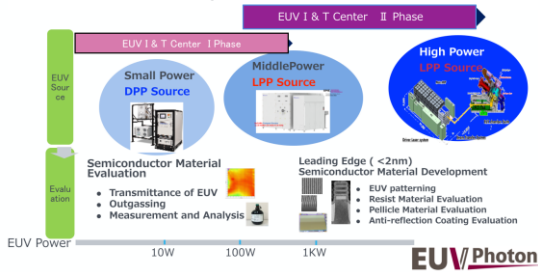 EUV I & T Center Ⅱ Phase
EUV I & T Center Ⅰ Phase
EUV
Sour
ce
Small Power
DPP Source
MiddlePower
LPP Source
High Power
LPP Source
Evalu
ation
Semiconductor Material
Evaluation
• Transmittance of EUV
• Outgassing
• Measurement and Analysis
Leading Edge ( <2nm)
Semiconductor Material Development
• EUV patterning
• Resist Material Evaluation
• Pellicle Material Evaluation
• Anti-reflection Coating Evaluation
EUV Power
10W
100W
1KW
EUV Photon